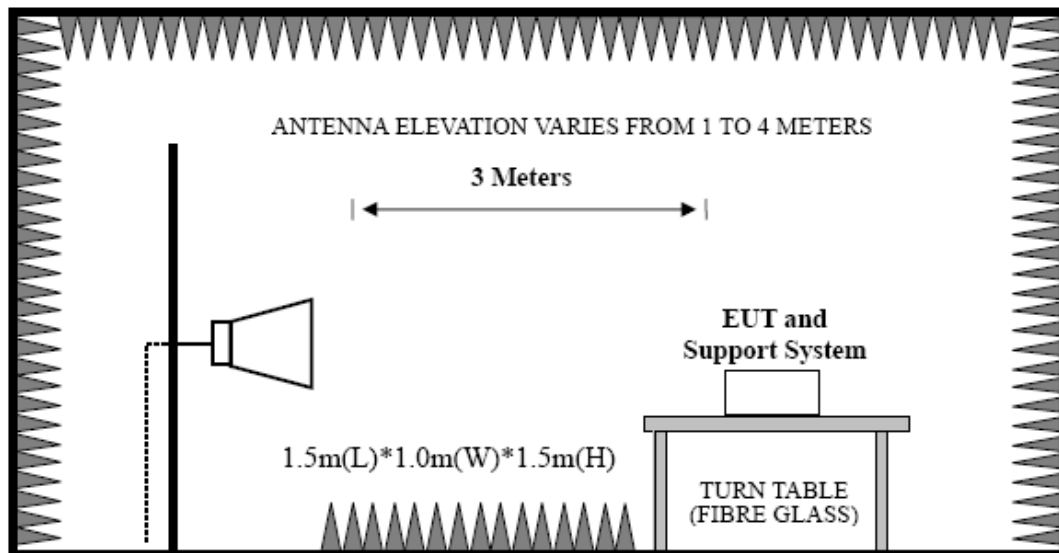 ANTENNA ELEVATION VARIES FROM 1 TO 4 METERS
3 Meters
EUT and
Support System
1.5m(L)*1.0m(W)*1.5m(H)
TURN TABLE
(FIBRE GLASS)